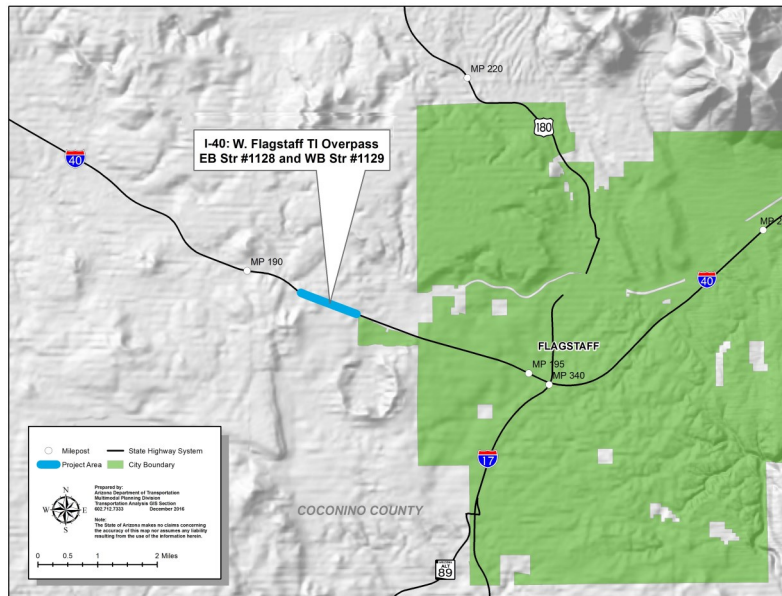 MP 220
180
I-40: W. Flagstaff TI Overpass
EB Str #1128 and WB Str #1129
40
MP 2
MP 190
40
FLAGSTAFF
MP 195
MP 340
17
COCONINO COUNTY
ALT
89
Milepost
State Highway System
Project Area
City Boundary
N
W E
S
Prepared by:
Arizona Department of Transportation
Multimodal Planning Division
Transportation Analysis GIS Section
602.712.7333 December 2016
Note:
The State of Arizona makes no claims concerning
the accuracy of this map nor assumes any liability
resulting from the use of the information herein.
0 0.5 1 2 Miles